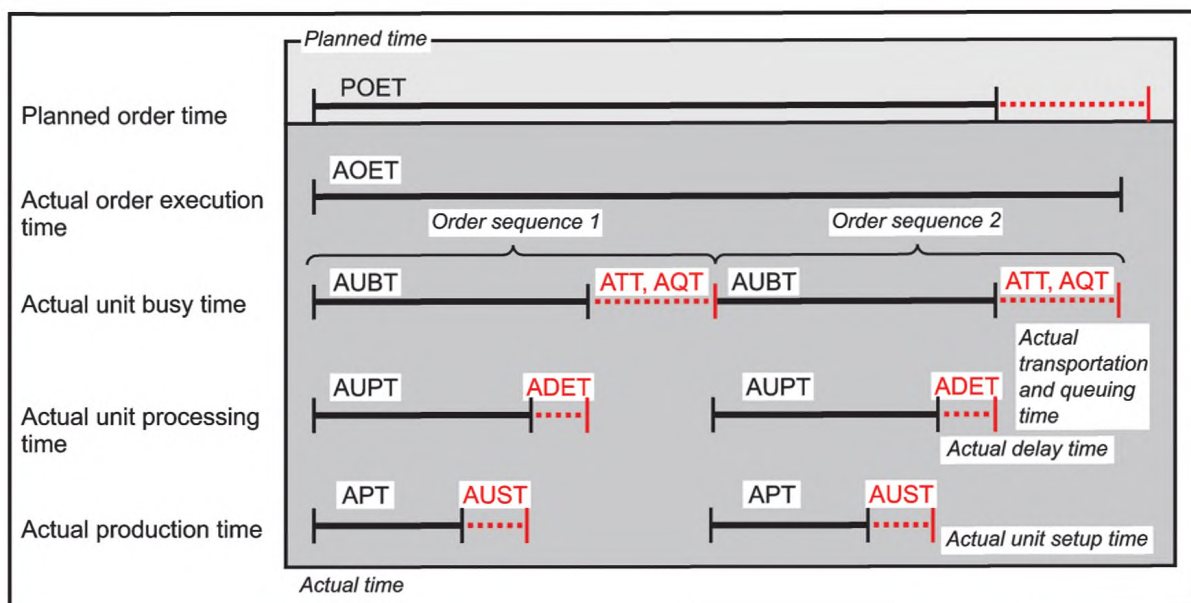 Planned time
POET
Planned order time
AOET
Actual order execution
time
Order sequence 1
Order sequence 2
AUBT
ATT, AQT
AUBT
ATT, AQT
Actual unit busy time
Actual
transportation
and queuing
time
AUPT
ADET
AUPT
ADET
Actual unit processing
time
Actual delay time
APT
AUST
APT
AUST
Actual production time
Actual unit setup time
Actual time